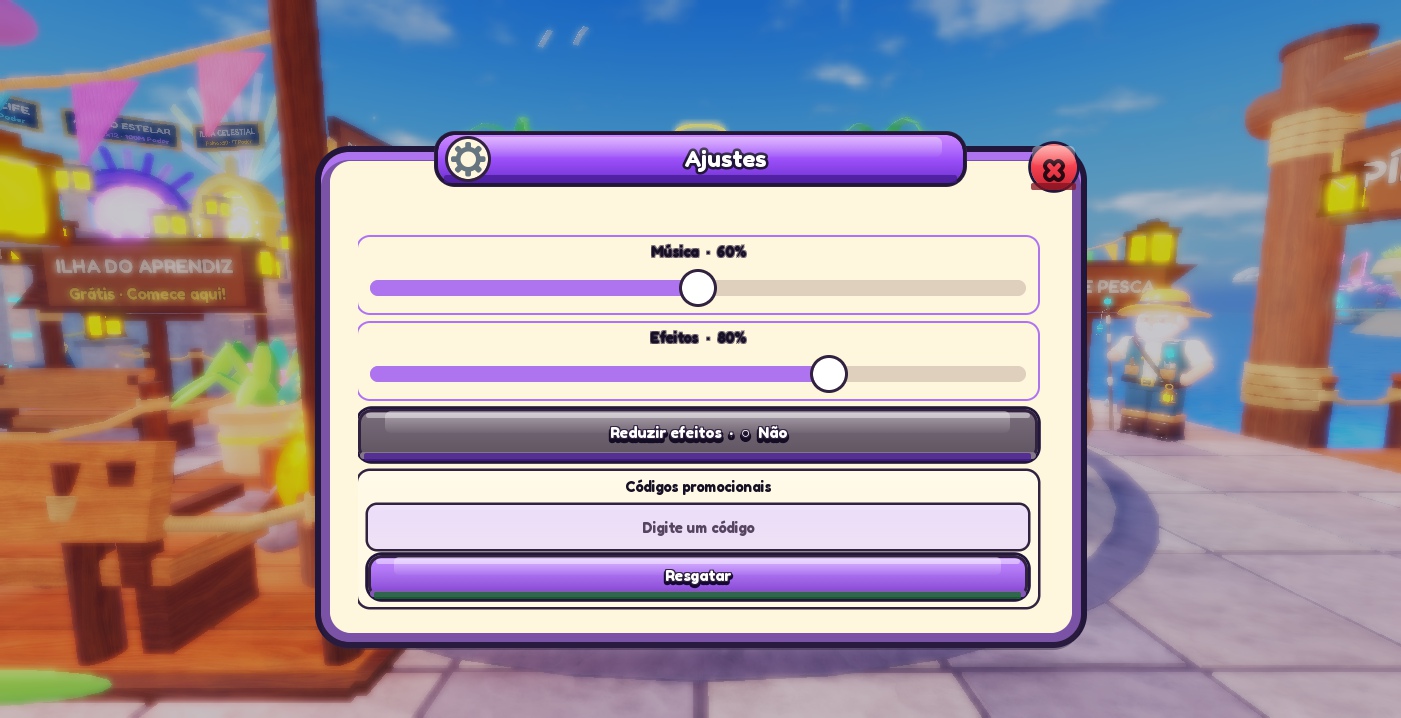 Ajustes
Música · 60%
Efeitos · 80%
Reduzir efeitos · ○ Não
Códigos promocionais
Digite um código
Resgatar
ILHA DO APRENDIZ
Grátis · Comece aqui!
ESTELAR
CELESTIAL
PESCA